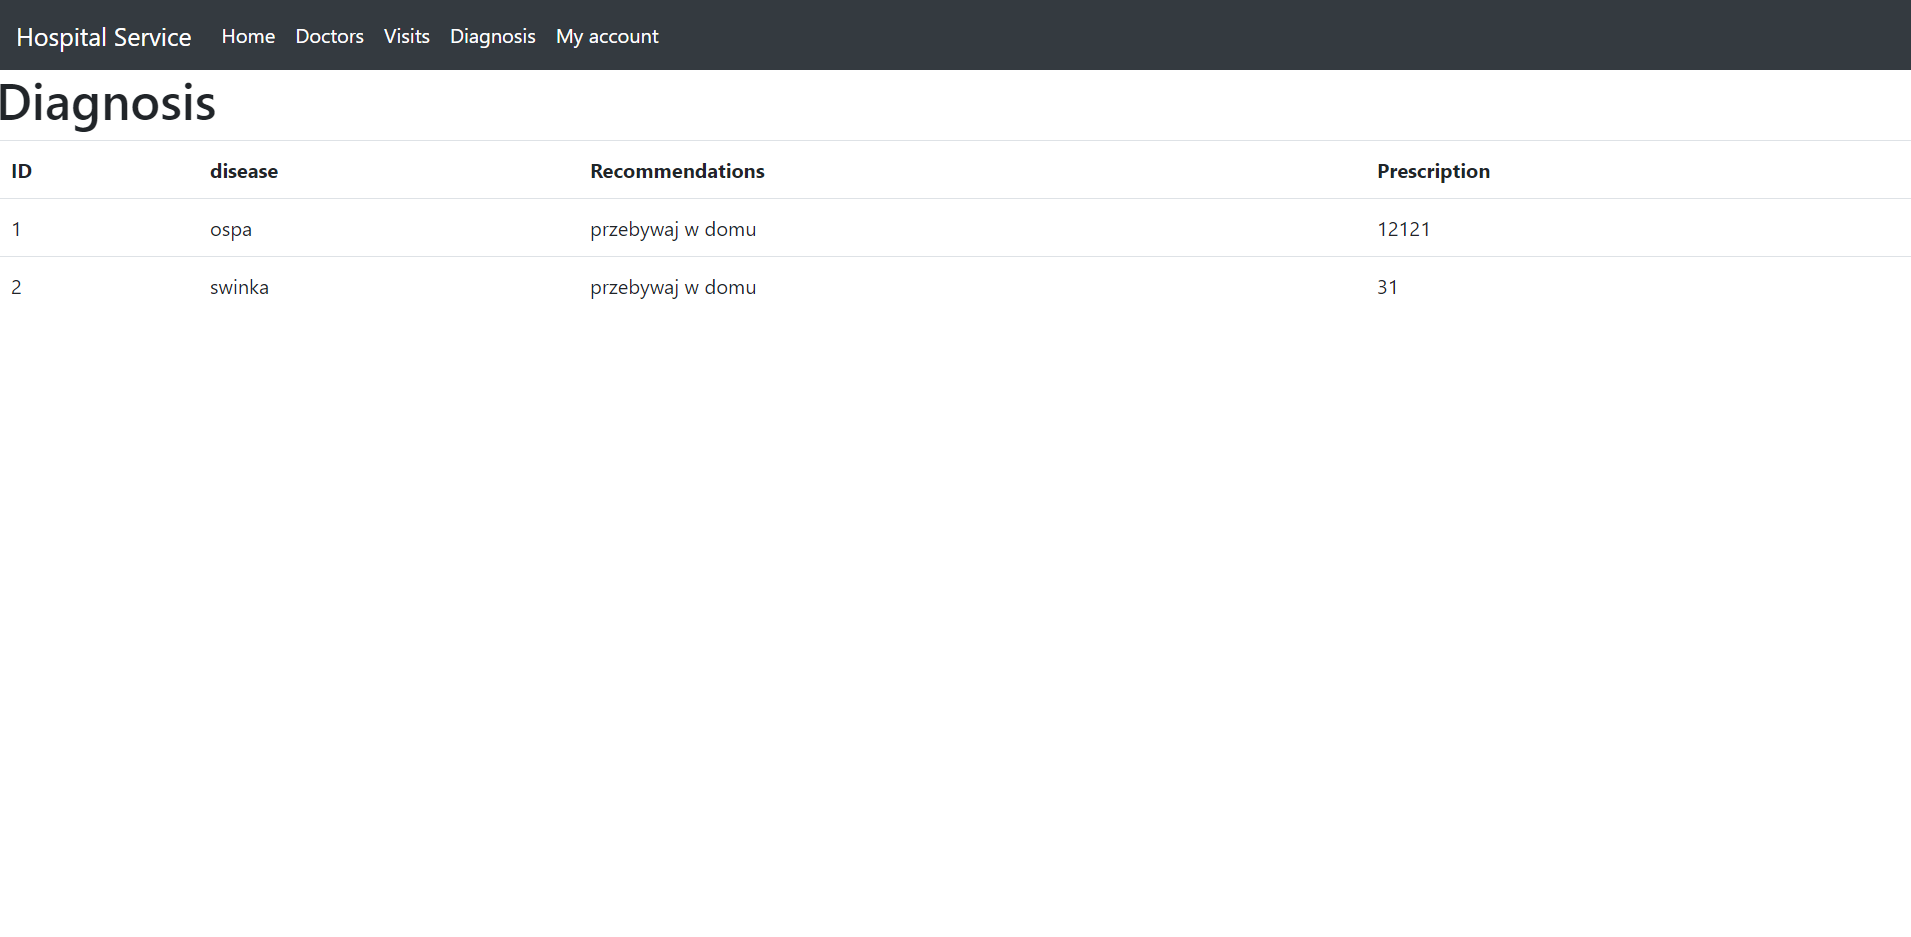 Hospital Service Home Doctors Visits Diagnosis My account
Diagnosis
ID disease Recommendations Prescription
1 ospa przebywaj w domu 12121
2 swinka przebywaj w domu 31